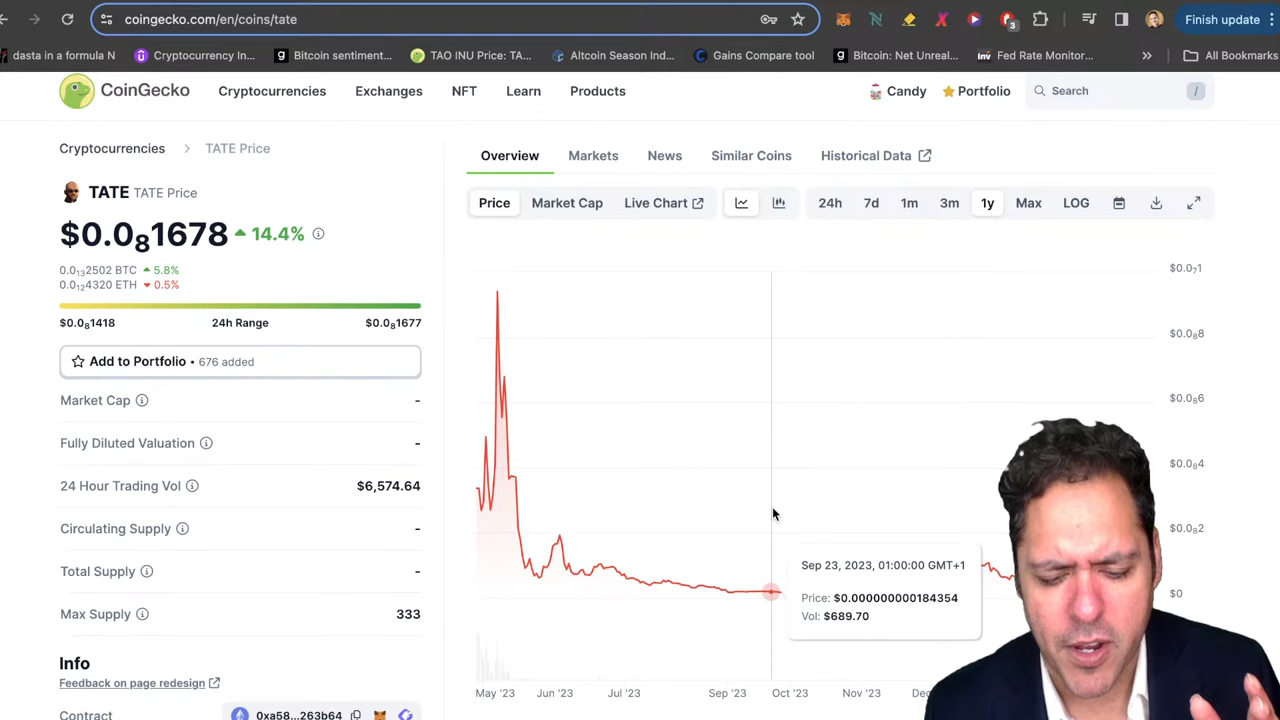 coingecko.com/en/coins/tate
3
Finish update
dasta in a formula N
Cryptocurrency In...
Bitcoin sentiment...
TAO INU Price: TA...
Altcoin Season Ind...
Gains Compare tool
Bitcoin: Net Unreal...
Fed Rate Monitor...
»
All Bookmarks
CoinGecko
Cryptocurrencies
Exchanges
NFT
Learn
Products
Candy
Portfolio
Search
/
Cryptocurrencies > TATE Price
TATE TATE Price
$0.0₈1678 ▲ 14.4%
0.0₁₃2502 BTC ▲ 5.8%
0.0₁₂4320 ETH ▼ 0.5%
$0.0₈1418 24h Range $0.0₈1677
Add to Portfolio • 676 added
Market Cap -
Fully Diluted Valuation -
24 Hour Trading Vol $6,574.64
Circulating Supply -
Total Supply -
Max Supply 333
Info
Feedback on page redesign
Contract 0xa58...263b64
Overview
Markets
News
Similar Coins
Historical Data
Price
Market Cap
Live Chart
24h
7d
1m
3m
1y
Max
LOG
$0.0₇1
$0.0₈8
$0.0₈6
$0.0₈4
$0.0₈2
$0
Sep 23, 2023, 01:00:00 GMT+1
Price: $0.000000000184354
Vol: $689.70
May '23
Jun '23
Jul '23
Sep '23
Oct '23
Nov '23